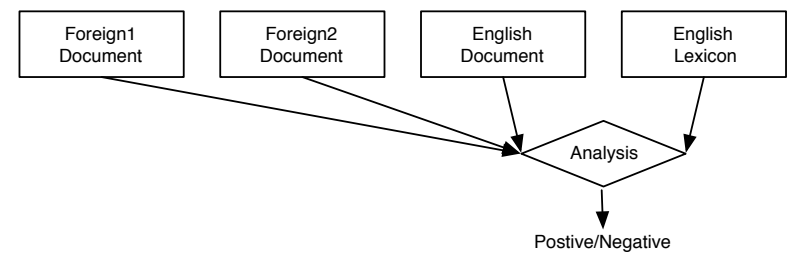 Foreign1
Document
Foreign2
Document
English
Document
English
Lexicon
Analysis
Postive/Negative